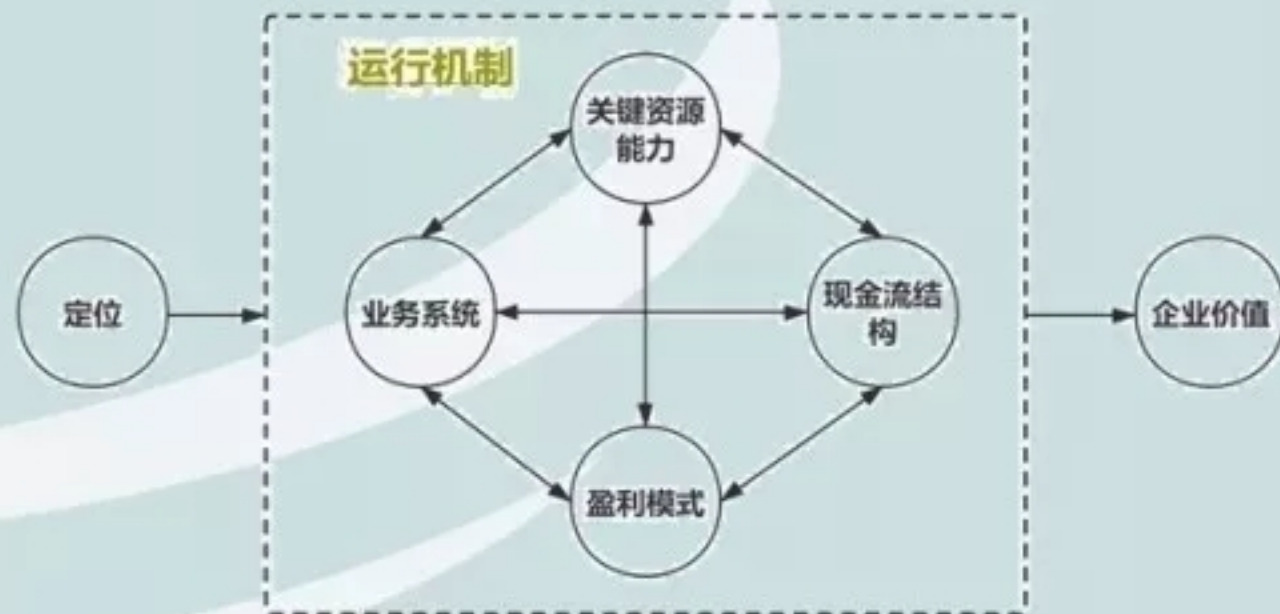 运行机制
关键资源
能力
定位
业务系统
现金流结
构
企业价值
盈利模式